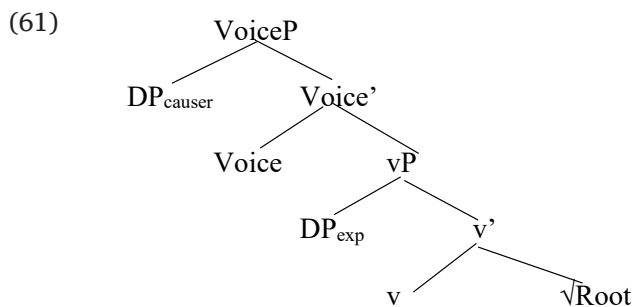 (61)
VoiceP
DPcauser Voice’
Voice vP
DPexp v’
v √Root